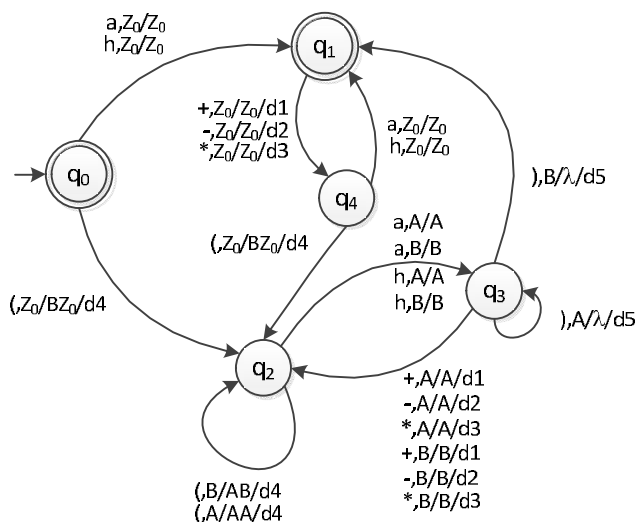 a,Z₀/Z₀
h,Z₀/Z₀
q₁
+,Z₀/Z₀/d1
-,Z₀/Z₀/d2
*,Z₀/Z₀/d3
a,Z₀/Z₀
h,Z₀/Z₀
q₀
q₄
),B/λ/d5
(,Z₀/BZ₀/d4
a,A/A
a,B/B
h,A/A
h,B/B
q₃
(,Z₀/BZ₀/d4
),A/λ/d5
q₂
+,A/A/d1
-,A/A/d2
*,A/A/d3
+,B/B/d1
-,B/B/d2
*,B/B/d3
(,B/AB/d4
(,A/AA/d4